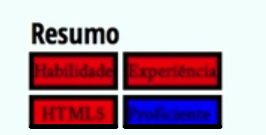 Resumo
Habilidade Experiência
HTML5 Proficiente